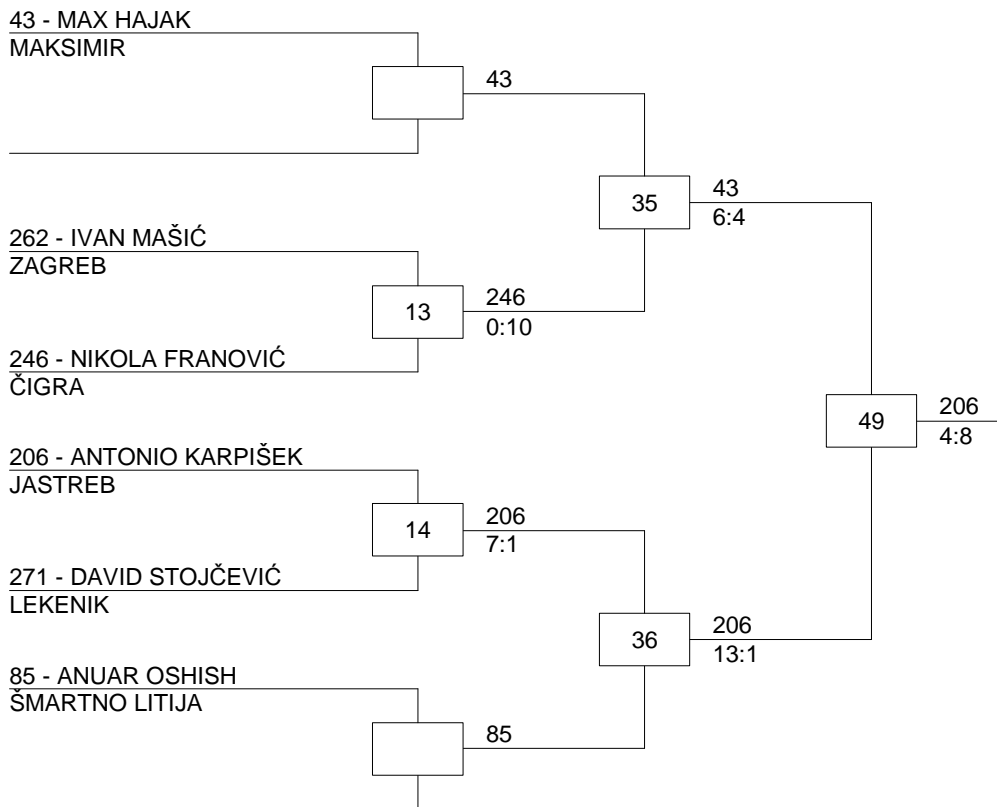 43 - MAX HAJAK
MAKSIMIR
43
35
43
6:4
262 - IVAN MAŠIĆ
ZAGREB
13
246
0:10
246 - NIKOLA FRANOVIĆ
ČIGRA
49
206
4:8
206 - ANTONIO KARPIŠEK
JASTREB
14
206
7:1
271 - DAVID STOJČEVIĆ
LEKENIK
36
206
13:1
85 - ANUAR OSHISH
ŠMARTNO LITIJA
85